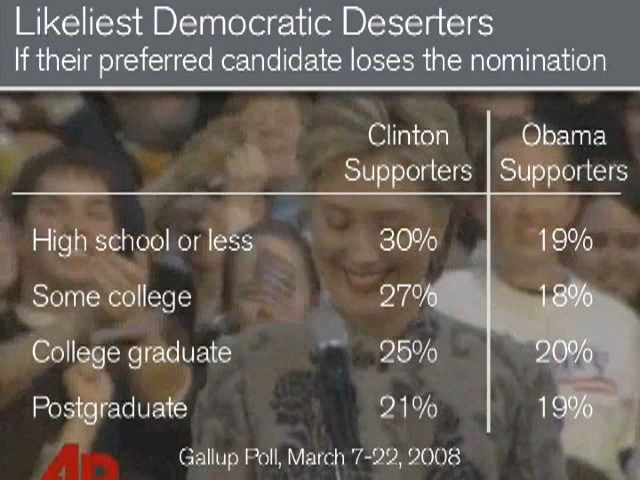 Likeliest Democratic Deserters
If their preferred candidate loses the nomination
Clinton Supporters Obama Supporters
High school or less 30% 19%
Some college 27% 18%
College graduate 25% 20%
Postgraduate 21% 19%
Gallup Poll, March 7-22, 2008
AP